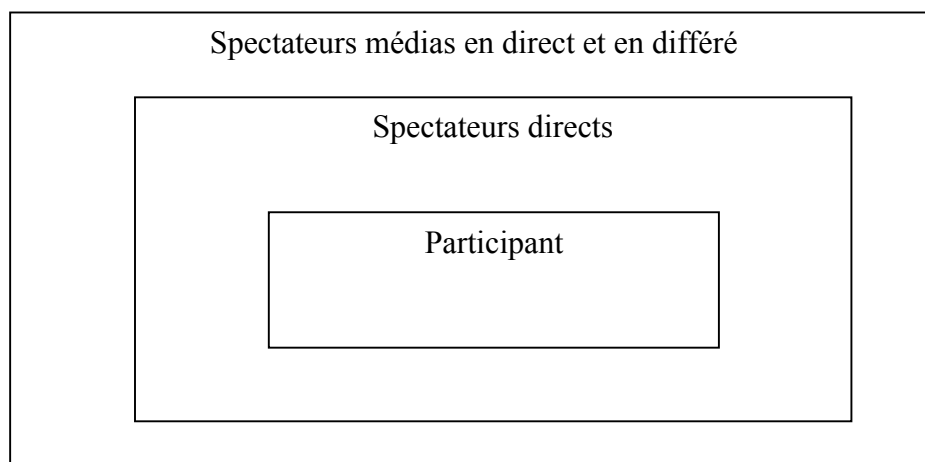 Spectateurs médias en direct et en différé
Spectateurs directs
Participant